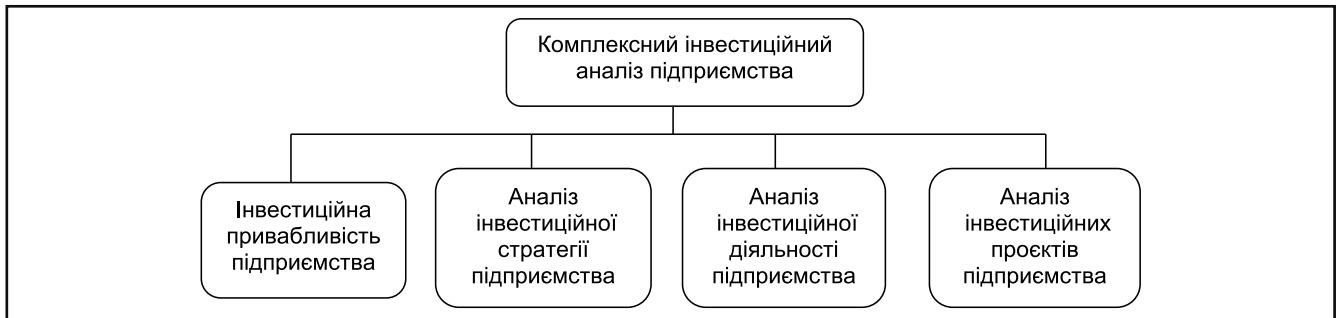 Комплексний інвестиційний
аналіз підприємства
Інвестиційна
привабливість
підприємства
Аналіз
інвестиційної
стратегії
підприємства
Аналіз
інвестиційної
діяльності
підприємства
Аналіз
інвестиційних
проєктів
підприємства